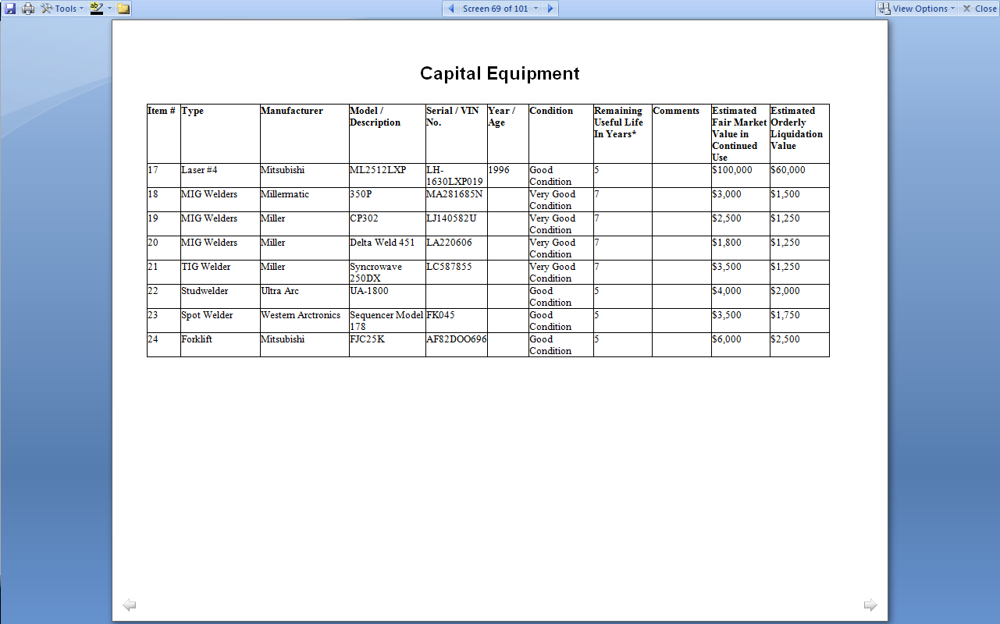 Tools
ab
Screen 69 of 101
View Options
Close
Capital Equipment
Item # Type Manufacturer Model / Serial / VIN Year / Condition Remaining Comments Estimated Estimated
Description No. Age Useful Life Fair Market Orderly
In Years* Value in Liquidation
Continued Value
Use
17 Laser #4 Mitsubishi ML2512LXP LH- 1996 Good 5 $100,000 $60,000
1630LXP019 Condition
18 MIG Welders Millermatic 350P MA281685N Very Good 7 $3,000 $1,500
Condition
19 MIG Welders Miller CP302 LJ140582U Very Good 7 $2,500 $1,250
Condition
20 MIG Welders Miller Delta Weld 451 LA220606 Very Good 7 $1,800 $1,250
Condition
21 TIG Welder Miller Syncrowave LC587855 Very Good 7 $3,500 $1,250
250DX Condition
22 Studwelder Ultra Arc UA-1800 Good 5 $4,000 $2,000
Condition
23 Spot Welder Western Arctronics Sequencer Model FK045 Good 5 $3,500 $1,750
178 Condition
24 Forklift Mitsubishi FJC25K AF82DOO696 Good 5 $6,000 $2,500
Condition